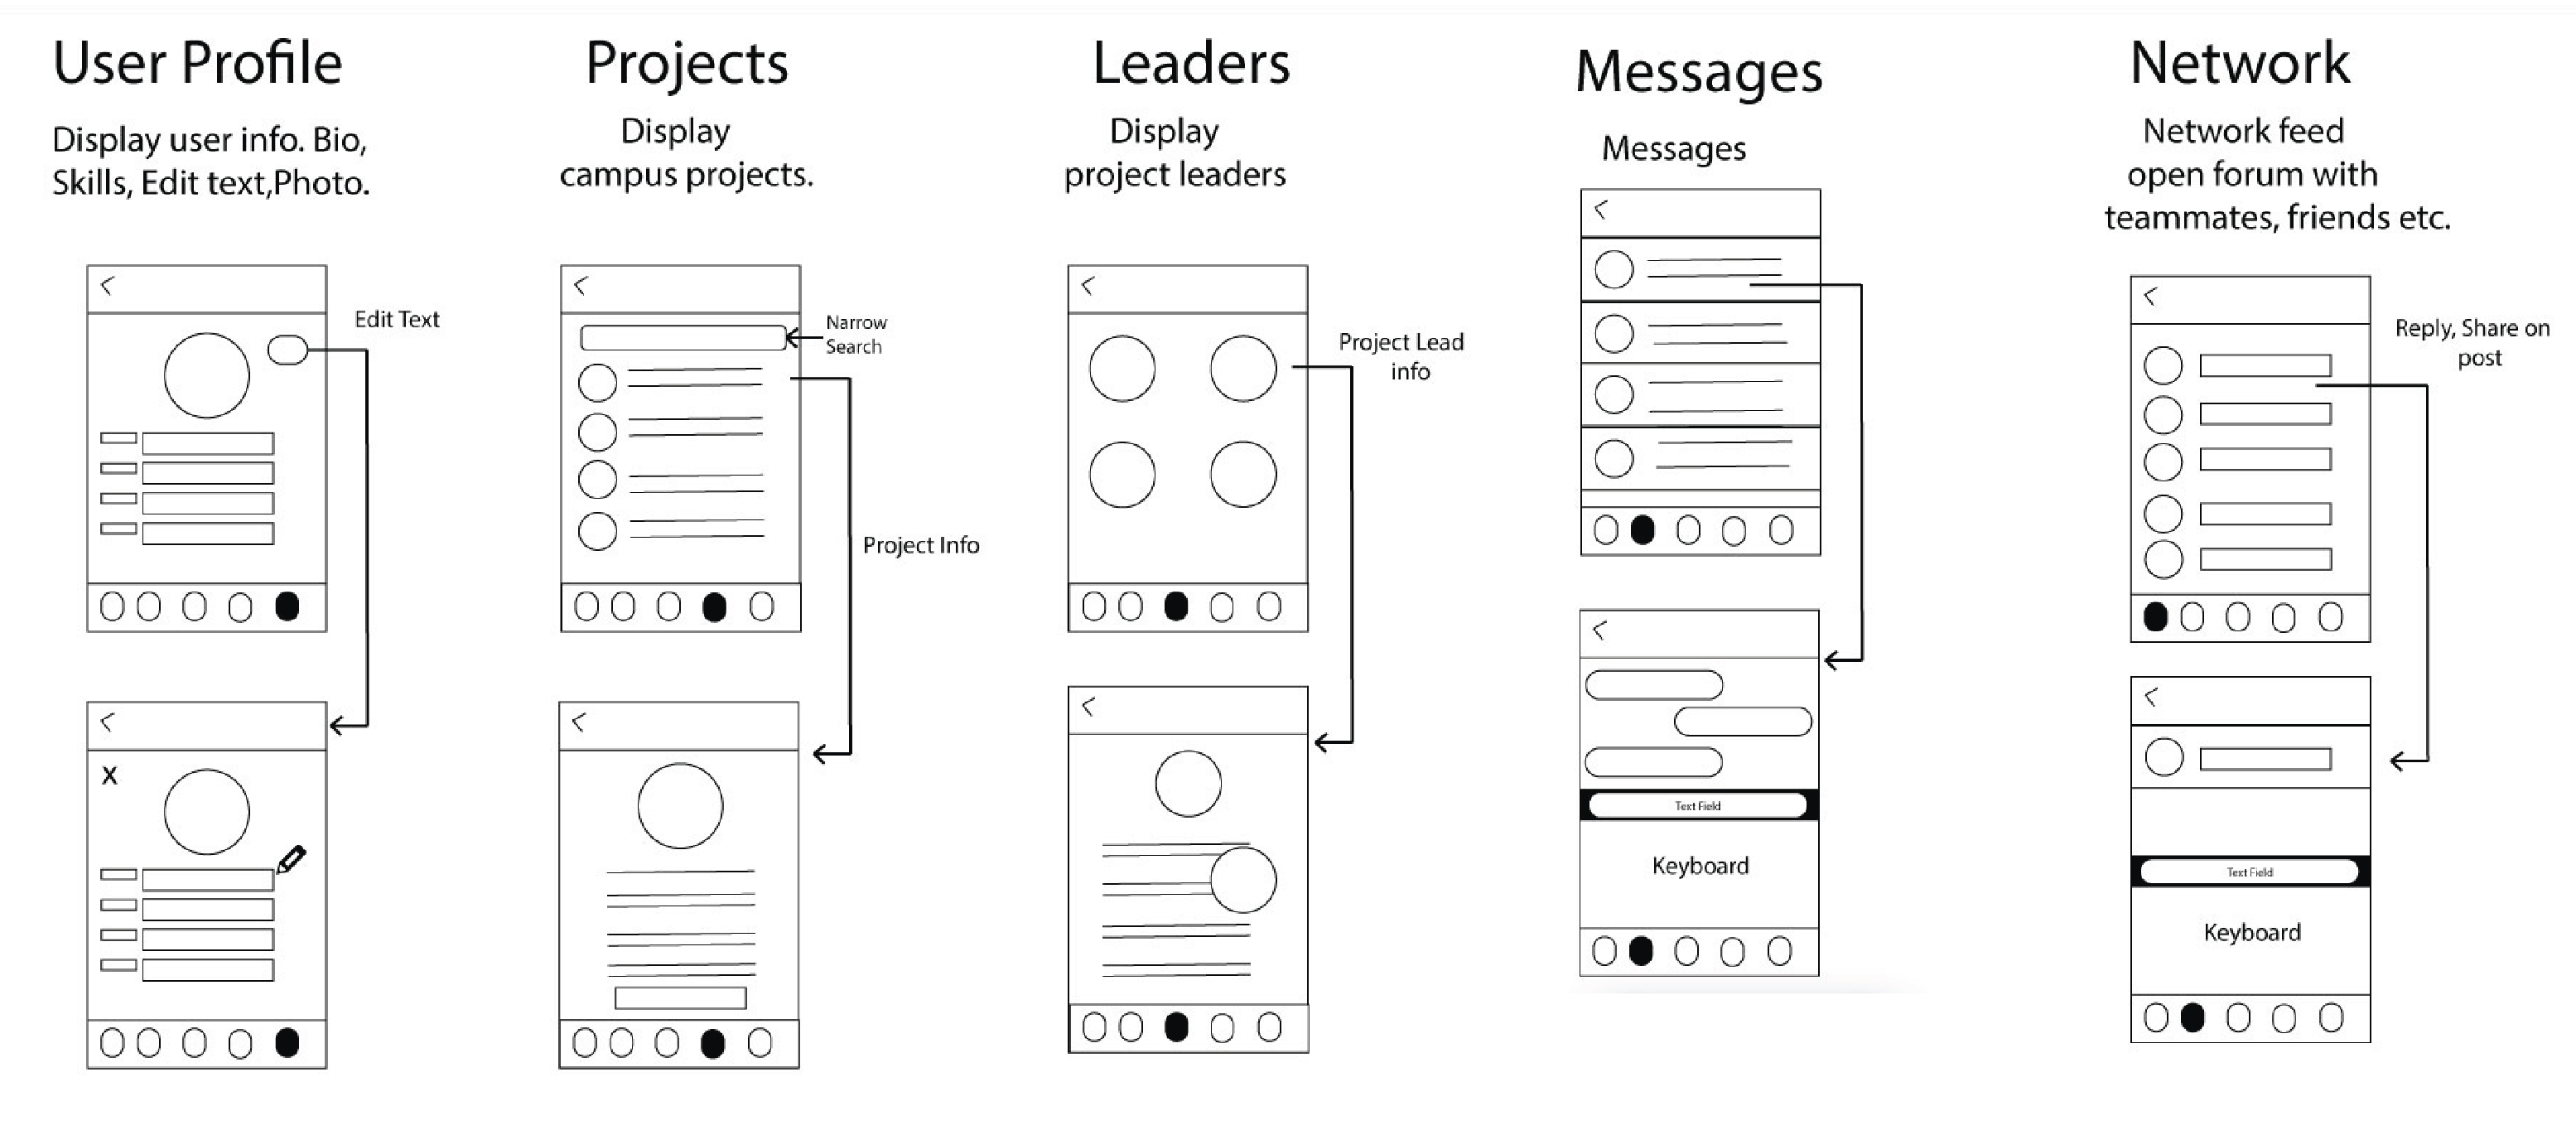 User Profile
Display user info. Bio,
Skills, Edit text,Photo.
Edit Text
X
Projects
Display
campus projects.
Narrow
Search
Project Info
Leaders
Display
project leaders
Project Lead
info
Messages
Messages
Text Field
Keyboard
Network
Network feed
open forum with
teammates, friends etc.
Reply, Share on
post
Text Field
Keyboard